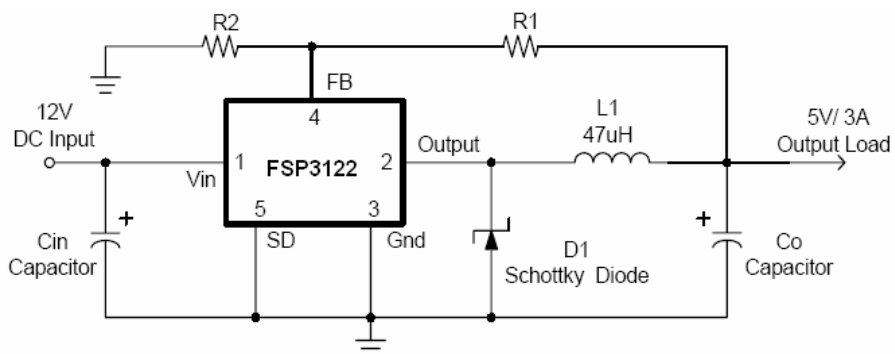 R2
R1
FB
4
12V
DC Input
L1
47uH
5V/ 3A
Output Load
Output
1
FSP3122
2
Vin
5
3
SD
Gnd
+
Cin
Capacitor
D1
Schottky Diode
+
Co
Capacitor